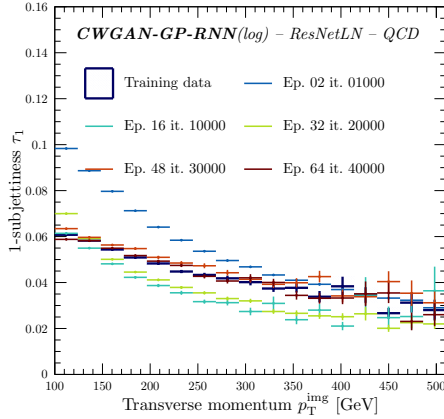 CWGAN-GP-RNN(log) – ResNetLN – QCD
Training data
Ep. 02 it. 01000
Ep. 16 it. 10000
Ep. 32 it. 20000
Ep. 48 it. 30000
Ep. 64 it. 40000
1-subjettiness τ₁
0.16
0.14
0.12
0.1
0.08
0.06
0.04
0.02
0
100 150 200 250 300 350 400 450 500
Transverse momentum p_T^img [GeV]